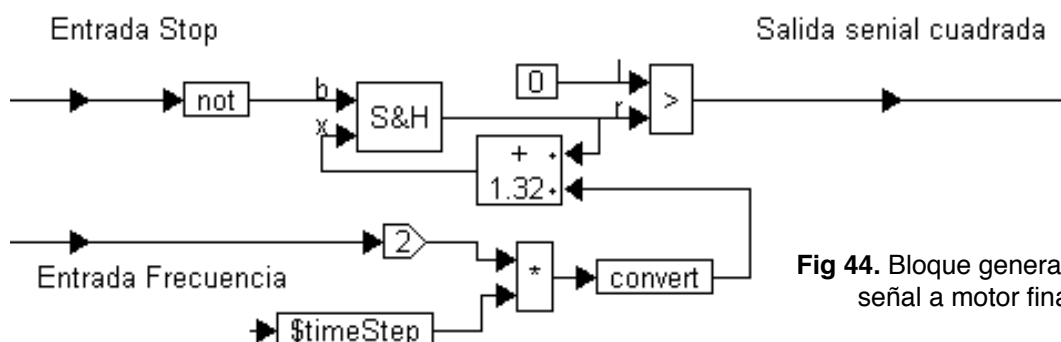 Entrada Stop
Salida senial cuadrada
not
b
x
S&H
0
l
r
>
+
1.32
2
*
convert
Entrada Frecuencia
$timeStep
Fig 44. Bloque genera
señal a motor fina